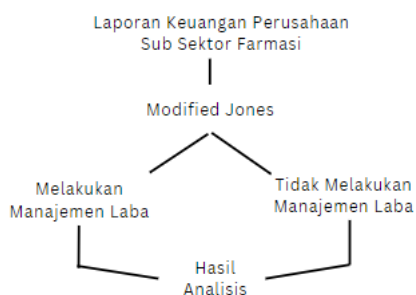 Laporan Keuangan Perusahaan
Sub Sektor Farmasi
Modified Jones
Melakukan
Manajemen Laba
Tidak Melakukan
Manajemen Laba
Hasil
Analisis